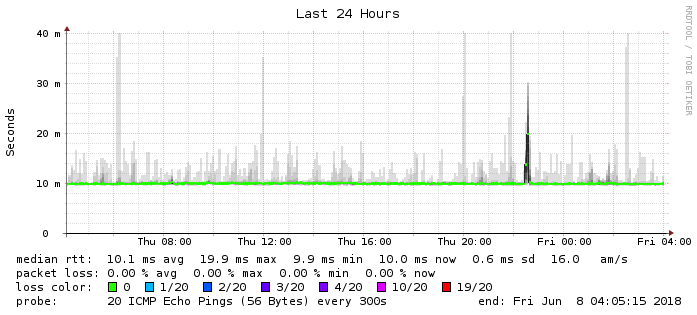 Last 24 Hours
RRDTOOL / TOBI OETIKER
Seconds
40 m
30 m
20 m
10 m
0
Thu 08:00 Thu 12:00 Thu 16:00 Thu 20:00 Fri 00:00 Fri 04:00
median rtt: 10.1 ms avg 19.9 ms max 9.9 ms min 10.0 ms now 0.6 ms sd 16.0 am/s
packet loss: 0.00 % avg 0.00 % max 0.00 % min 0.00 % now
loss color: 0 1/20 2/20 3/20 4/20 10/20 19/20
probe: 20 ICMP Echo Pings (56 Bytes) every 300s end: Fri Jun 8 04:05:15 2018